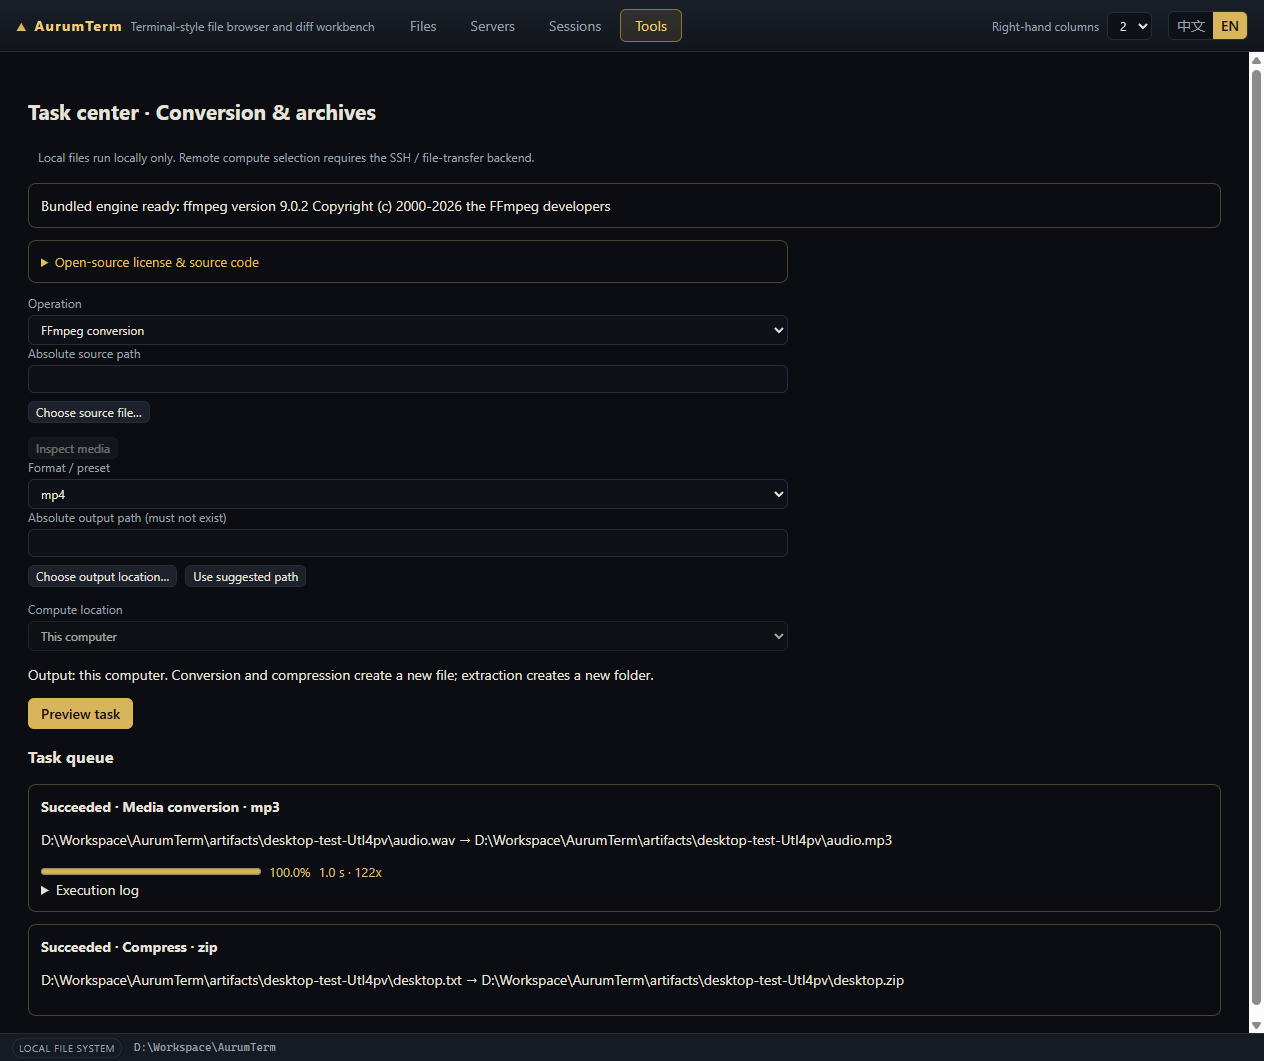 ▲ AurumTerm Terminal-style file browser and diff workbench Files Servers Sessions Tools Right-hand columns 2 中文 EN
Task center · Conversion & archives
Local files run locally only. Remote compute selection requires the SSH / file-transfer backend.
Bundled engine ready: ffmpeg version 9.0.2 Copyright (c) 2000-2026 the FFmpeg developers
▶ Open-source license & source code
Operation
FFmpeg conversion
Absolute source path
Choose source file...
Inspect media
Format / preset
mp4
Absolute output path (must not exist)
Choose output location... Use suggested path
Compute location
This computer
Output: this computer. Conversion and compression create a new file; extraction creates a new folder.
Preview task
Task queue
Succeeded · Media conversion · mp3
D:\Workspace\AurumTerm\artifacts\desktop-test-Utl4pv\audio.wav → D:\Workspace\AurumTerm\artifacts\desktop-test-Utl4pv\audio.mp3
100.0% 1.0 s · 122x
▶ Execution log
Succeeded · Compress · zip
D:\Workspace\AurumTerm\artifacts\desktop-test-Utl4pv\desktop.txt → D:\Workspace\AurumTerm\artifacts\desktop-test-Utl4pv\desktop.zip
LOCAL FILE SYSTEM D:\Workspace\AurumTerm